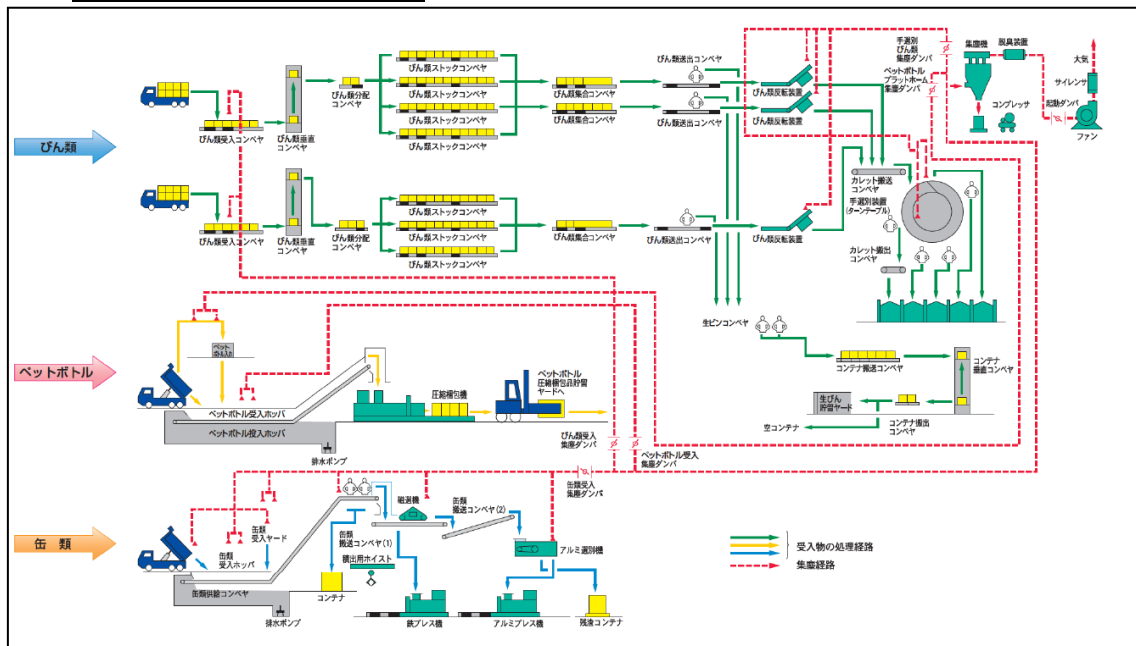 びん類
びん類受入コンベヤ
びん類垂直
コンベヤ
びん類分配
コンベヤ
びん類ストックコンベヤ
びん類ストックコンベヤ
びん類ストックコンベヤ
びん類ストックコンベヤ
びん類集合コンベヤ
びん類集合コンベヤ
びん類送出コンベヤ
びん類送出コンベヤ
びん類反転装置
びん類反転装置
手選別
びん類
集塵ダンパ
ペットボトル
プラットホーム
集塵ダンパ
集塵機
脱臭装置
大気
サイレンサ
コンプレッサ
起動ダンパ
ファン
びん類受入コンベヤ
びん類垂直
コンベヤ
びん類分配
コンベヤ
びん類ストックコンベヤ
びん類ストックコンベヤ
びん類ストックコンベヤ
びん類集合コンベヤ
びん類送出コンベヤ
びん類反転装置
カレット搬送
コンベヤ
手選別装置
(ターンテーブル)
カレット搬出
コンベヤ
生ビンコンベヤ
コンテナ搬送コンベヤ
コンテナ
垂直コンベヤ
生びん
貯留ヤード
空コンテナ
コンテナ搬出
コンベヤ
ペットボトル
ペットボトル受入ホッパ
ペットボトル投入ホッパ
排水ポンプ
圧縮梱包機
ペットボトル
圧縮梱包品貯留
ヤードへ
びん類受入
集塵ダンパ
ペットボトル受入
集塵ダンパ
缶類受入
集塵ダンパ
缶 類
缶類
受入ホッパ
缶類
受入ヤード
缶類供給コンベヤ
排水ポンプ
コンテナ
缶類
搬送コンベヤ(1)
積出用ホイスト
磁選機
缶類
搬送コンベヤ(2)
アルミ選別機
鉄プレス機
アルミプレス機
残渣コンテナ
受入物の処理経路
集塵経路